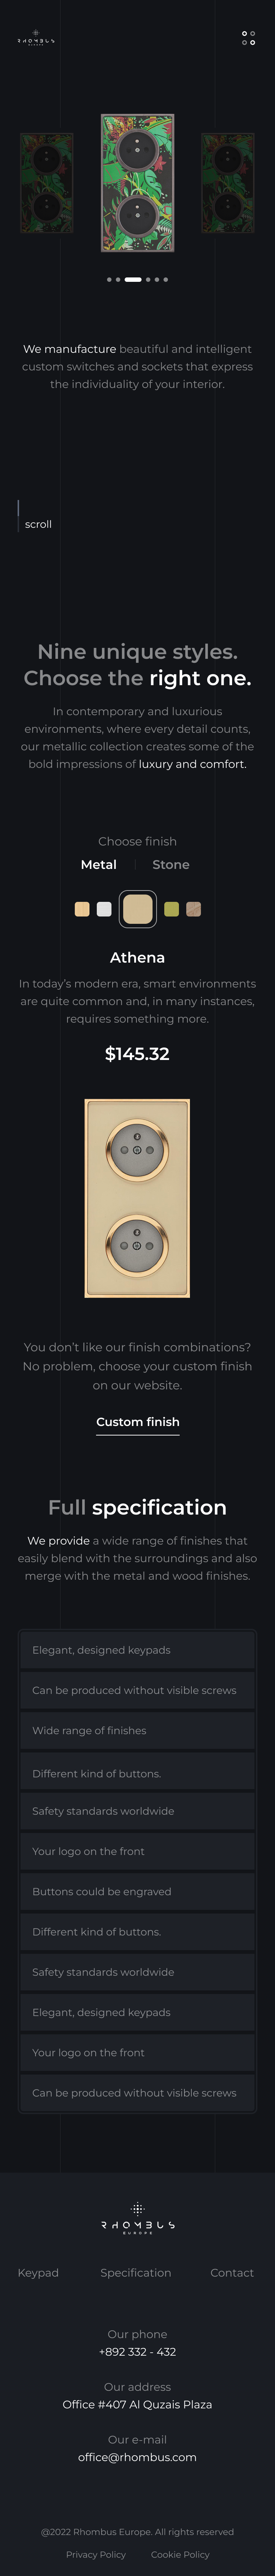 RHOMBUS
EUROPE
We manufacture beautiful and intelligent
custom switches and sockets that express
the individuality of your interior.
scroll
Nine unique styles.
Choose the right one.
In contemporary and luxurious
environments, where every detail counts,
our metallic collection creates some of the
bold impressions of luxury and comfort.
Choose finish
Metal | Stone
Athena
In today's modern era, smart environments
are quite common and, in many instances,
requires something more.
$145.32
You don't like our finish combinations?
No problem, choose your custom finish
on our website.
Custom finish
Full specification
We provide a wide range of finishes that
easily blend with the surroundings and also
merge with the metal and wood finishes.
Elegant, designed keypads
Can be produced without visible screws
Wide range of finishes
Different kind of buttons.
Safety standards worldwide
Your logo on the front
Buttons could be engraved
Different kind of buttons.
Safety standards worldwide
Elegant, designed keypads
Your logo on the front
Can be produced without visible screws
RHOMBUS
EUROPE
Keypad Specification Contact
Our phone
+892 332 - 432
Our address
Office #407 Al Quzais Plaza
Our e-mail
office@rhombus.com
@2022 Rhombus Europe. All rights reserved
Privacy Policy Cookie Policy